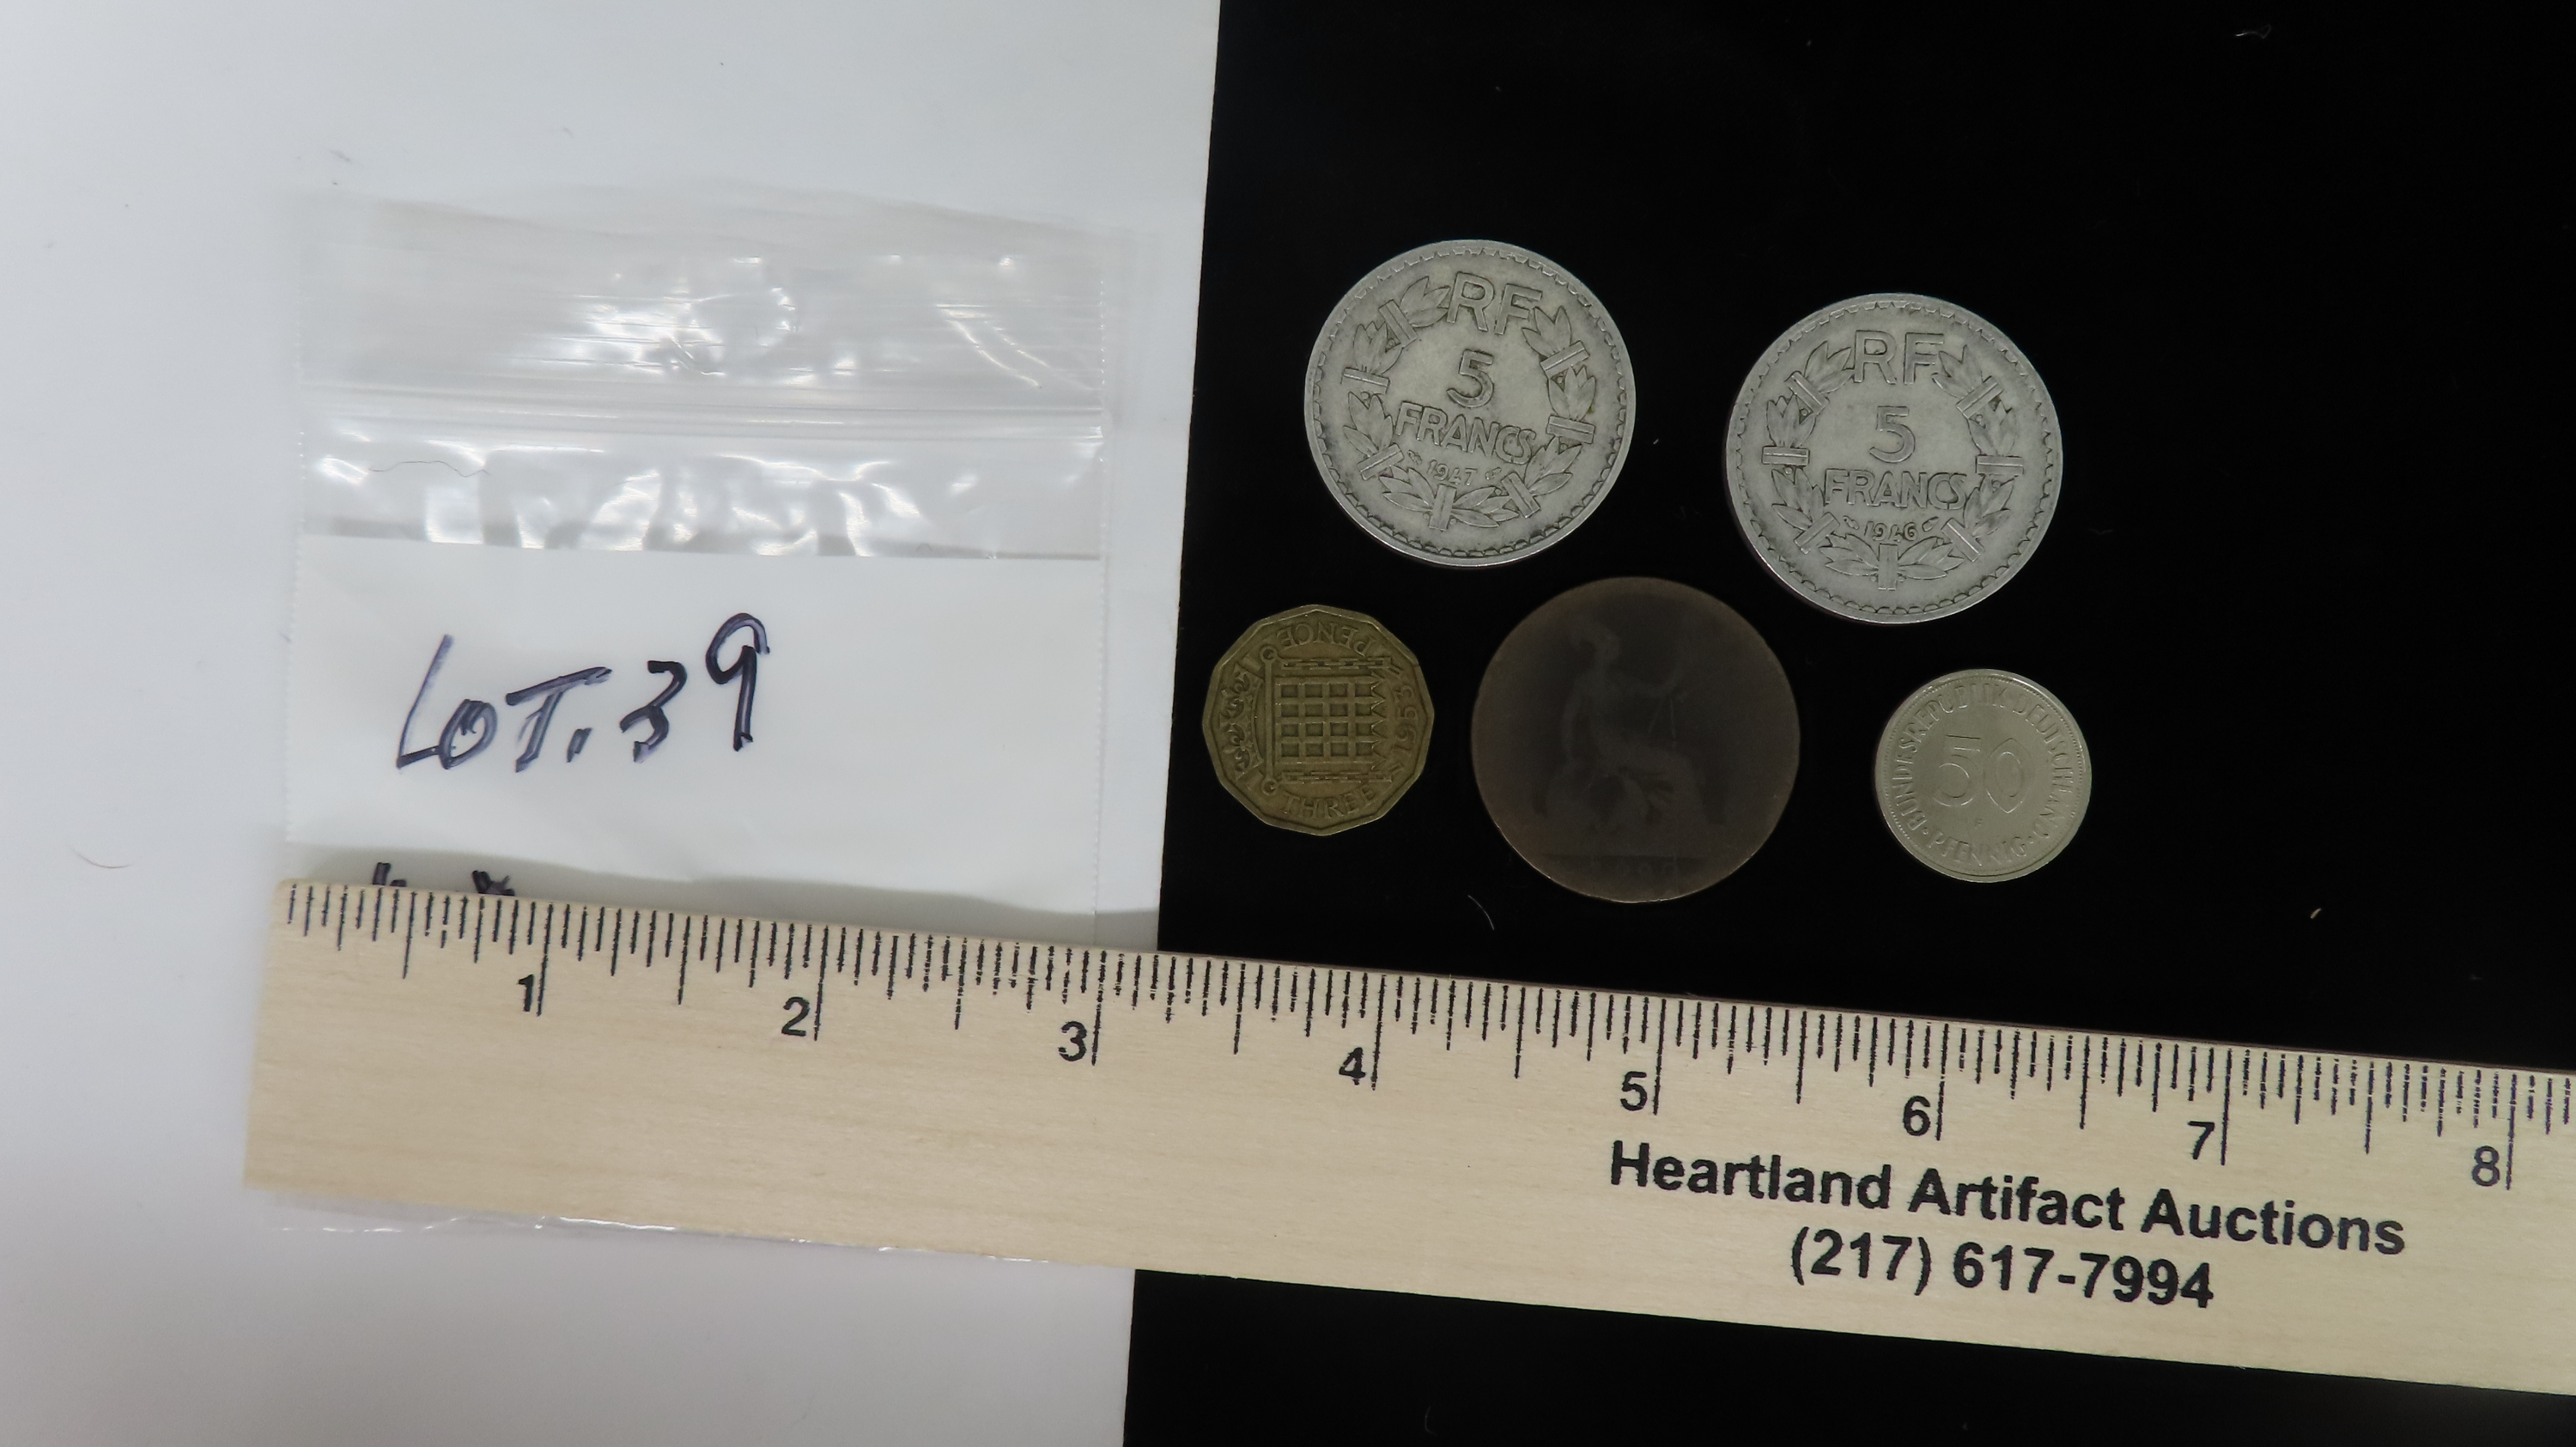 LOT. 39
RF
5
FRANCS
1947
RF
5
FRANCS
1946
THREE PENCE 1953
BUNDESREPUBLIK DEUTSCHLAND
50
PFENNIG
1 2 3 4 5 6 7 8
Heartland Artifact Auctions
(217) 617-7994